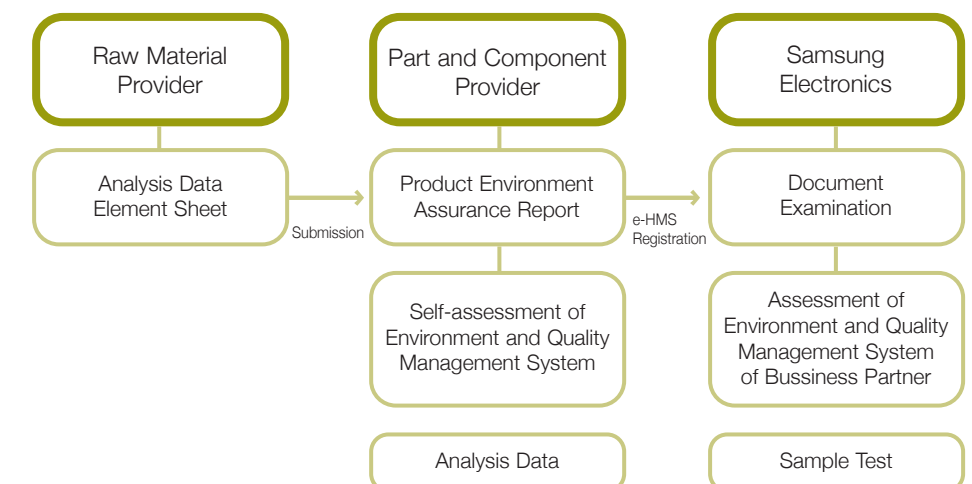 Raw Material
Provider
Part and Component
Provider
Samsung
Electronics
Analysis Data
Element Sheet
Submission
Product Environment
Assurance Report
e-HMS
Registration
Document
Examination
Self-assessment of
Environment and Quality
Management System
Assessment of
Environment and Quality
Management System
of Bussiness Partner
Analysis Data
Sample Test